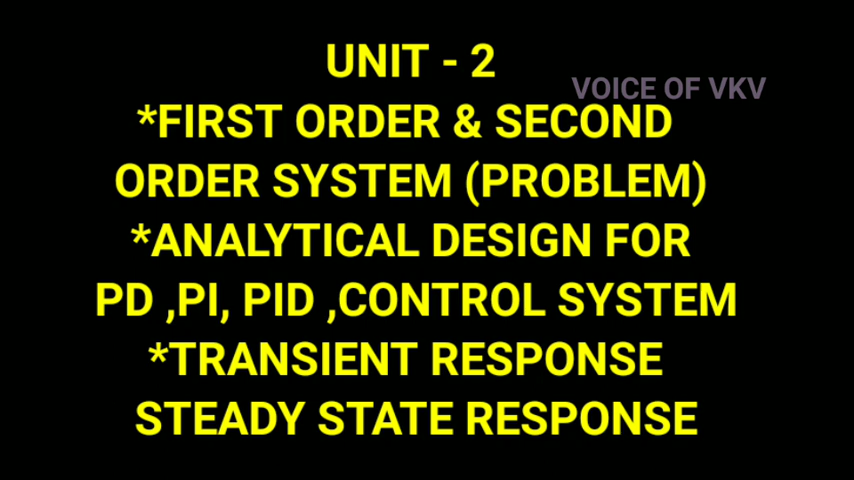 UNIT - 2
VOICE OF VKV
*FIRST ORDER & SECOND
ORDER SYSTEM (PROBLEM)
*ANALYTICAL DESIGN FOR
PD ,PI, PID ,CONTROL SYSTEM
*TRANSIENT RESPONSE
STEADY STATE RESPONSE